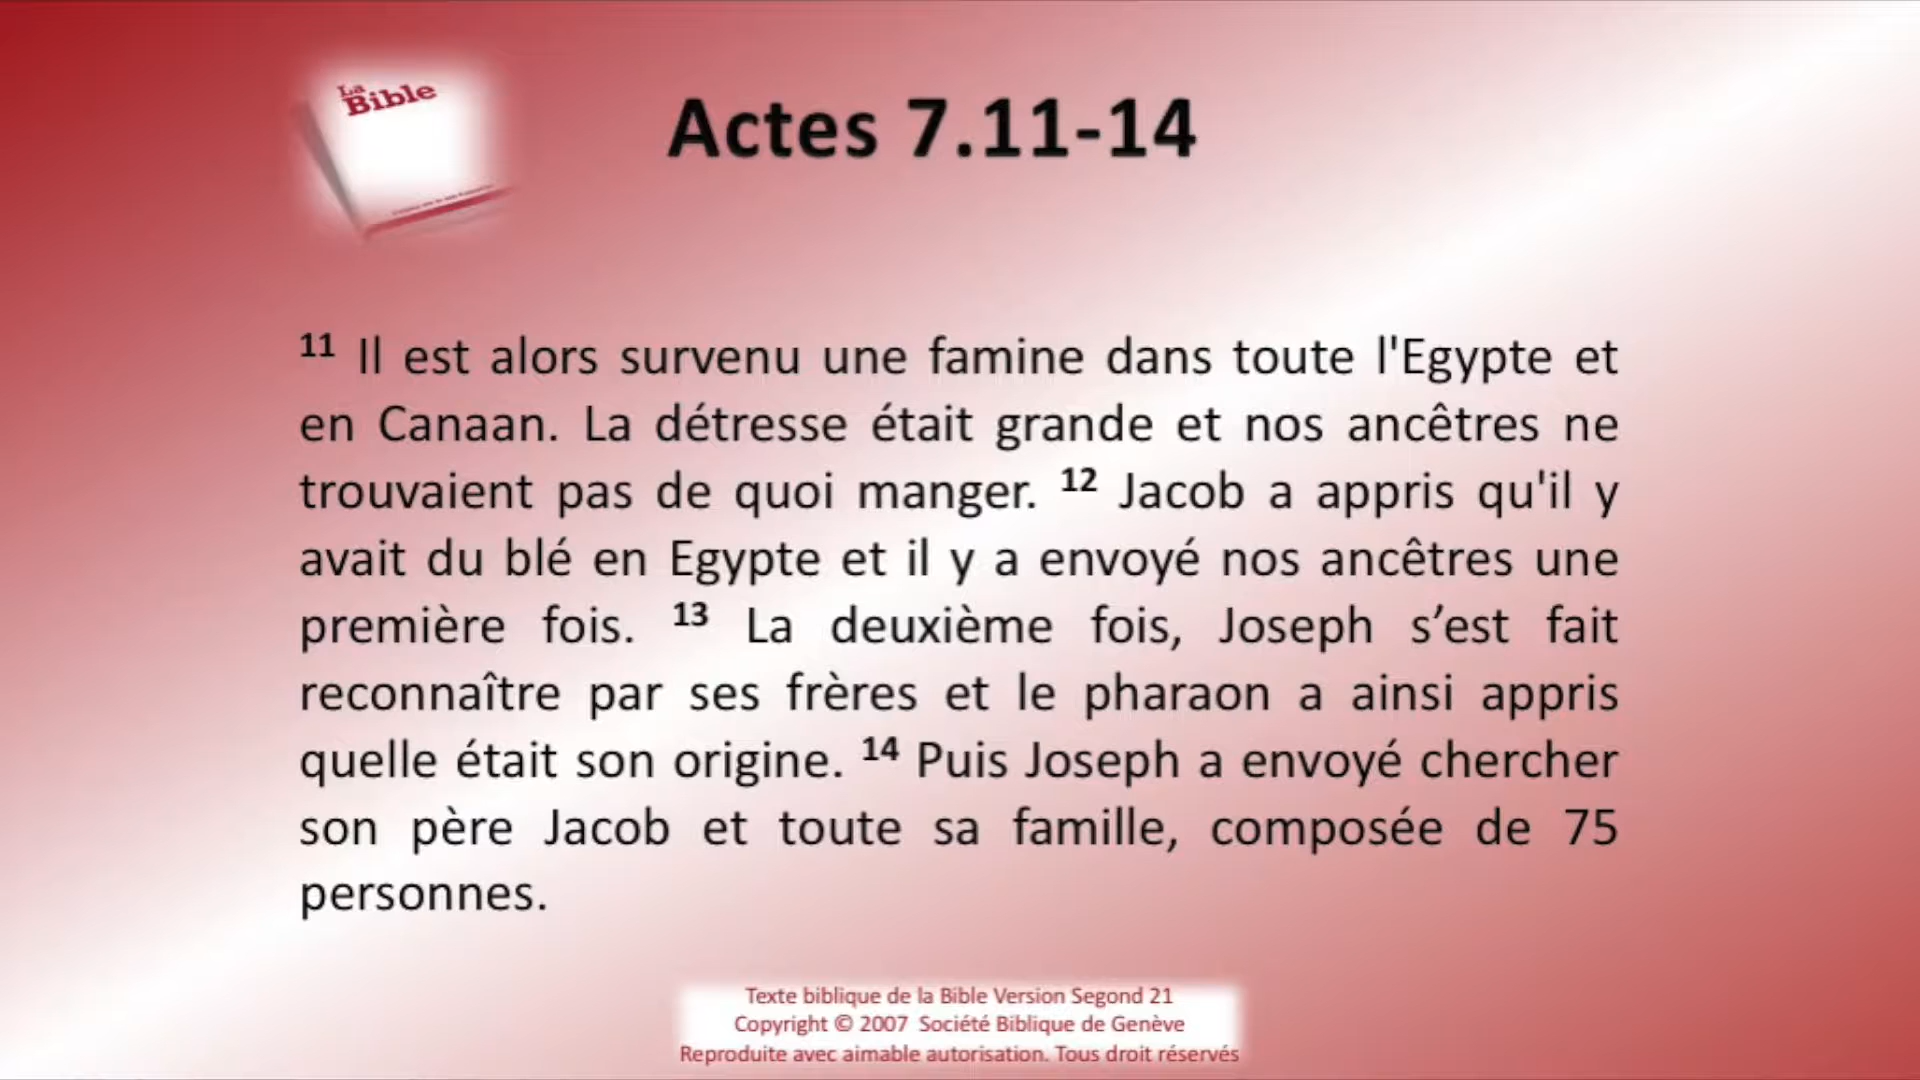 La
Bible
Actes 7.11-14
11 Il est alors survenu une famine dans toute l'Egypte et
en Canaan. La détresse était grande et nos ancêtres ne
trouvaient pas de quoi manger. 12 Jacob a appris qu'il y
avait du blé en Egypte et il y a envoyé nos ancêtres une
première fois. 13 La deuxième fois, Joseph s’est fait
reconnaître par ses frères et le pharaon a ainsi appris
quelle était son origine. 14 Puis Joseph a envoyé chercher
son père Jacob et toute sa famille, composée de 75
personnes.
Texte biblique de la Bible Version Segond 21
Copyright © 2007 Société Biblique de Genève
Reproduite avec aimable autorisation. Tous droit réservés